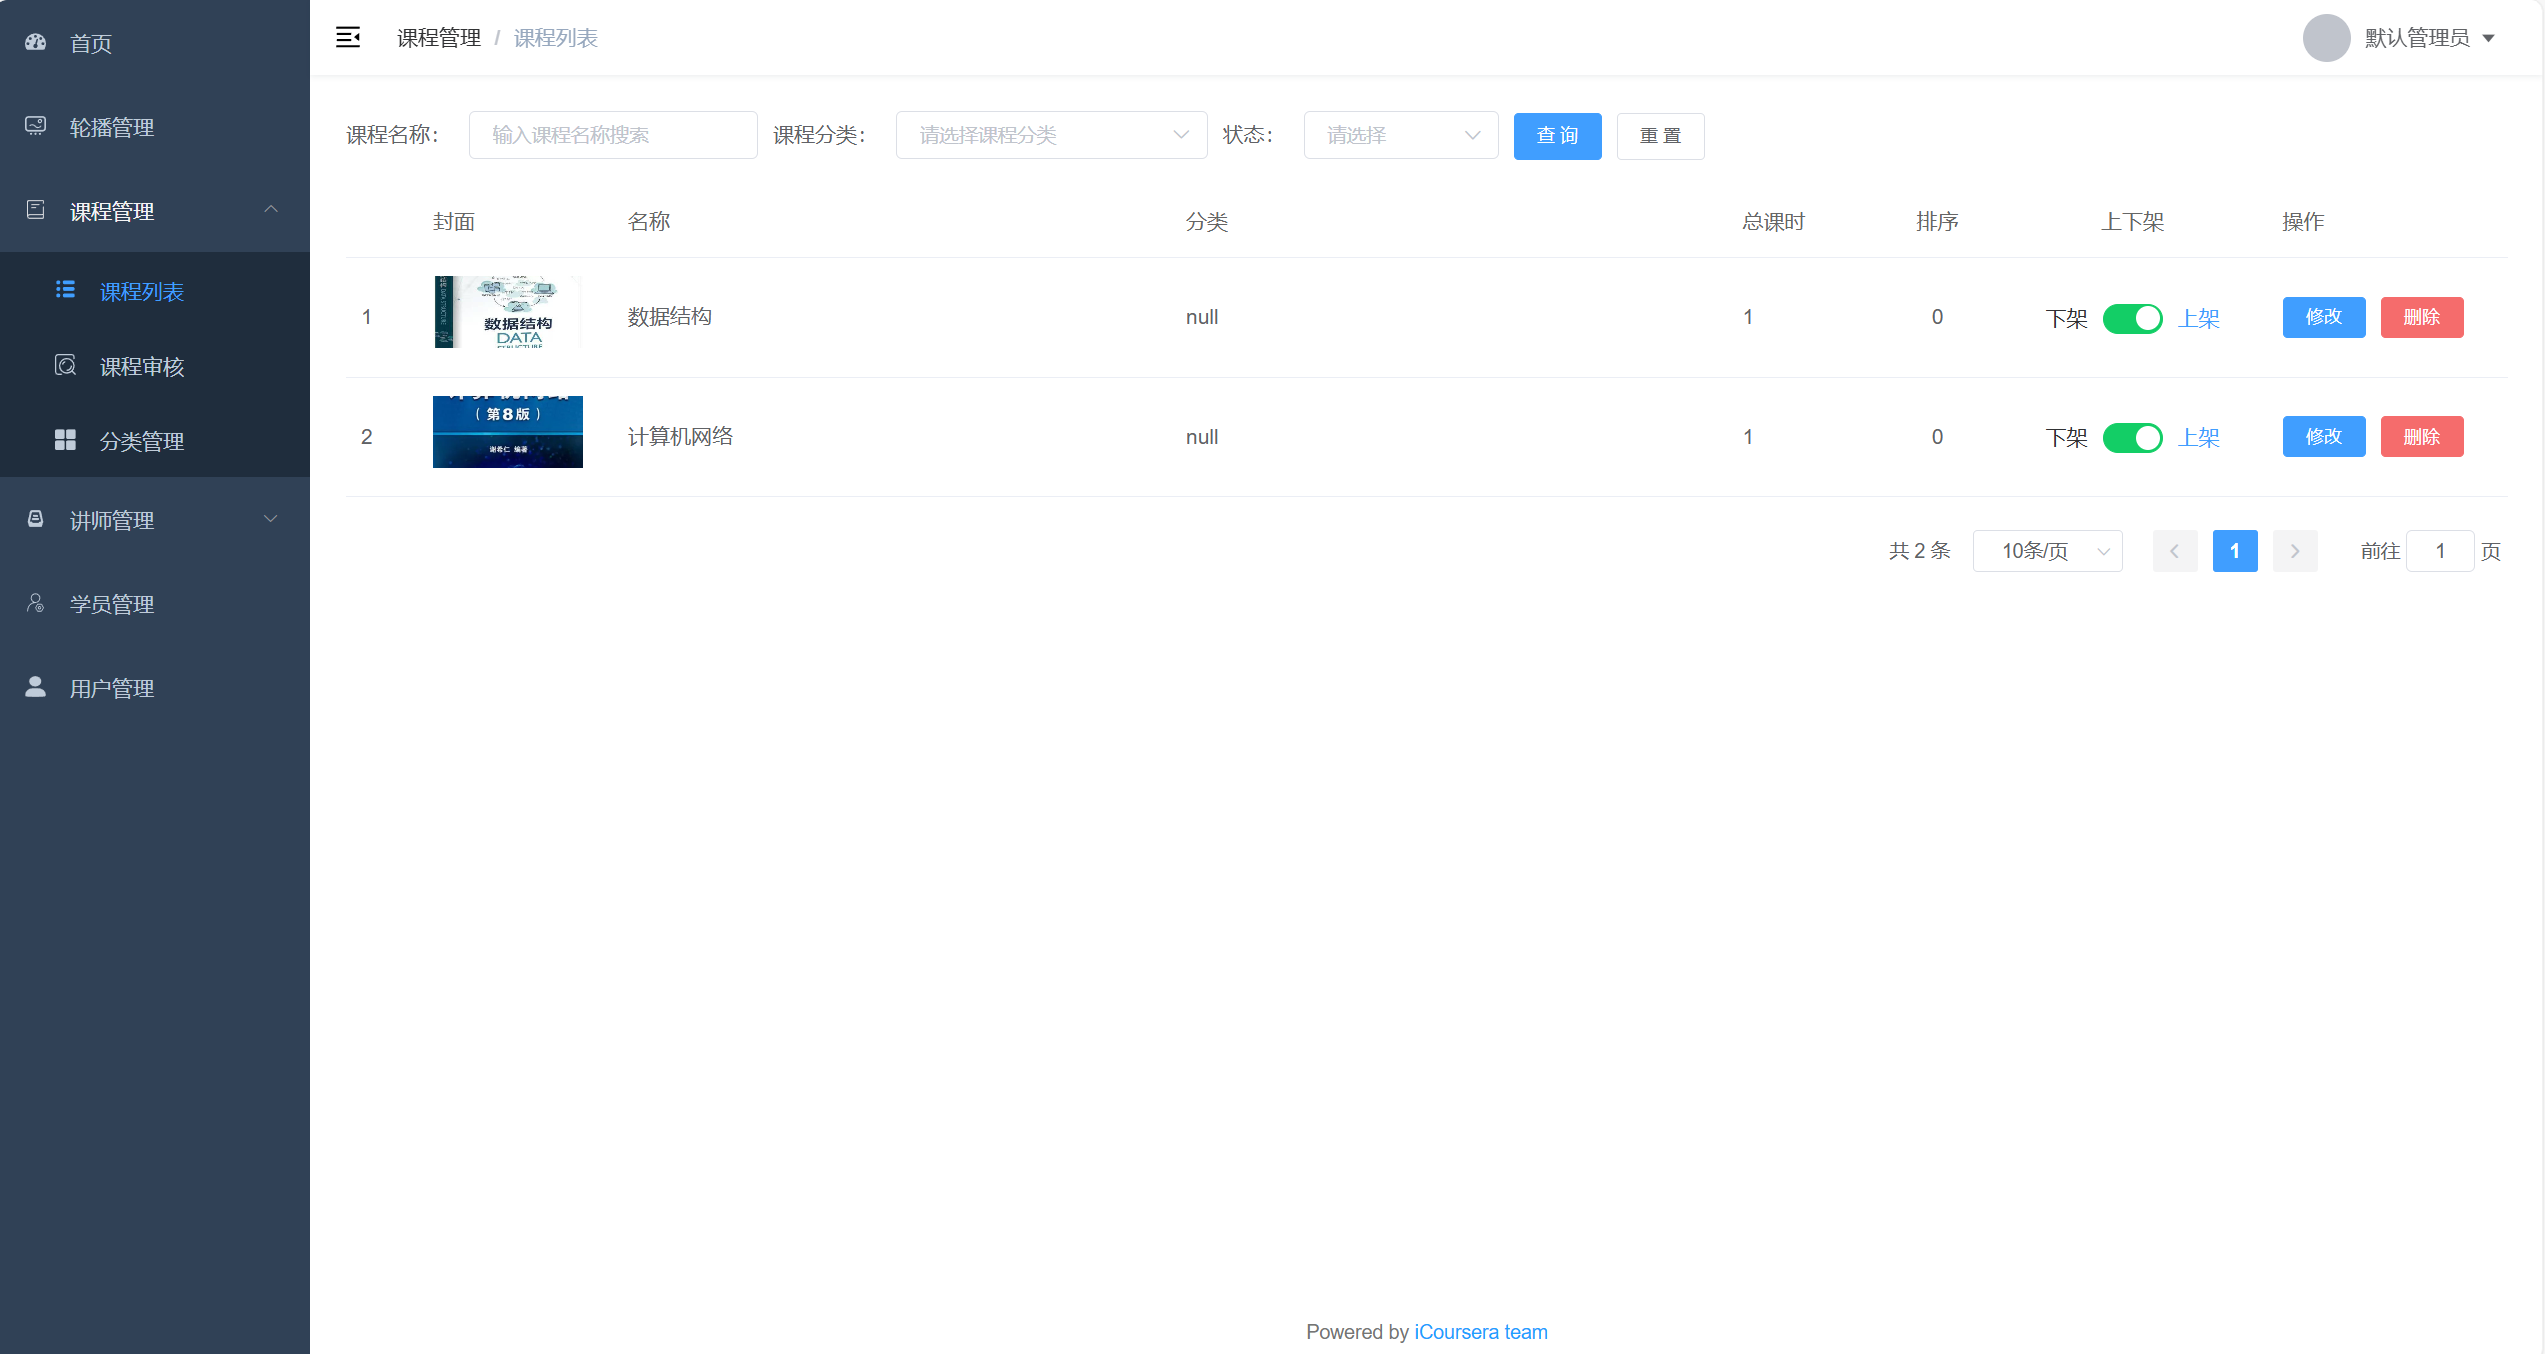 首页
轮播管理
课程管理
课程列表
课程审核
分类管理
讲师管理
学员管理
用户管理
课程管理 / 课程列表
默认管理员
课程名称： 输入课程名称搜索 课程分类： 请选择课程分类 状态： 请选择 查 询 重 置
封面 名称 分类 总课时 排序 上下架 操作
数据结构
DATA
1 数据结构 null 1 0 下架 上架 修改 删除
（第8版）
谢希仁 编著
2 计算机网络 null 1 0 下架 上架 修改 删除
共 2 条 10条/页 1 前往 1 页
Powered by iCoursera team